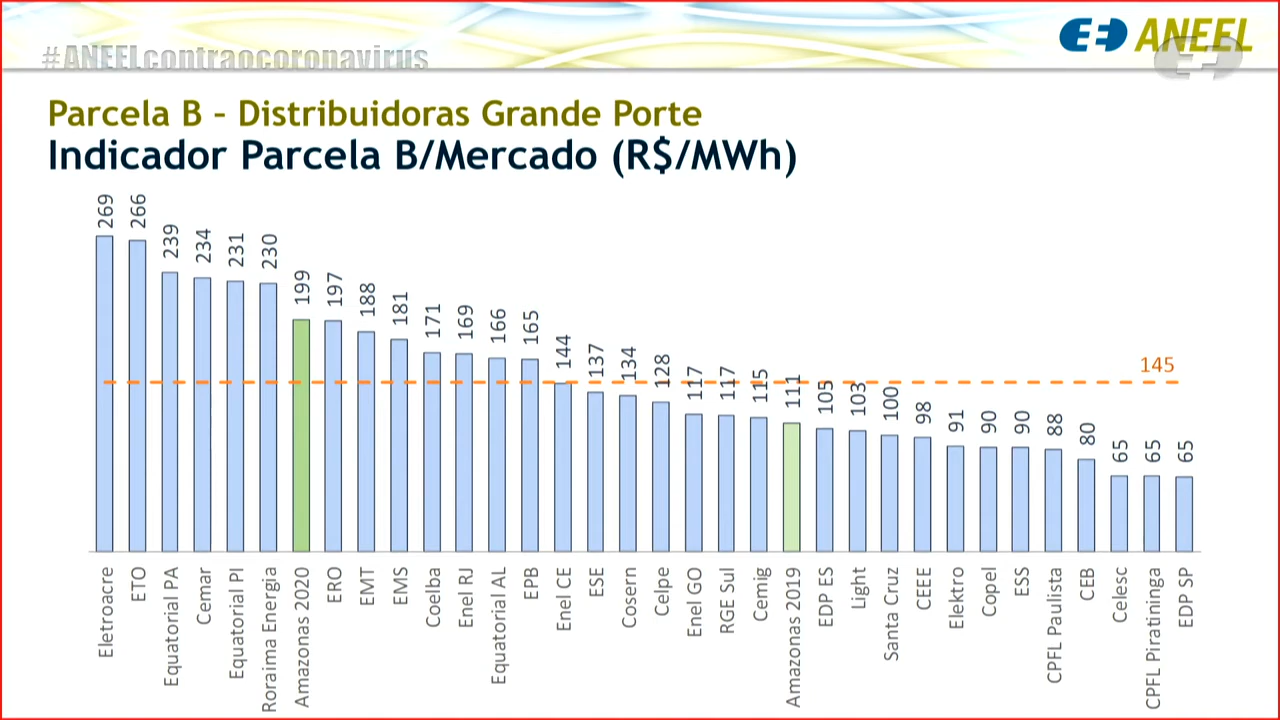 #ANEELcontraocoronavirus
ANEEL
Parcela B – Distribuidoras Grande Porte
Indicador Parcela B/Mercado (R$/MWh)
269
266
239
234
231
230
199
197
188
181
171
169
166
165
144
137
134
128
117
117
115
111
105
103
100
98
91
90
90
88
80
65
65
65
145
Eletroacre
ETO
Equatorial PA
Cemar
Equatorial PI
Roraima Energia
Amazonas 2020
ERO
EMT
EMS
Coelba
Enel RJ
Equatorial AL
EPB
Enel CE
ESE
Cosern
Celpe
Enel GO
RGE Sul
Cemig
Amazonas 2019
EDP ES
Light
Santa Cruz
CEEE
Elektro
Copel
ESS
CPFL Paulista
CEB
Celesc
CPFL Piratininga
EDP SP